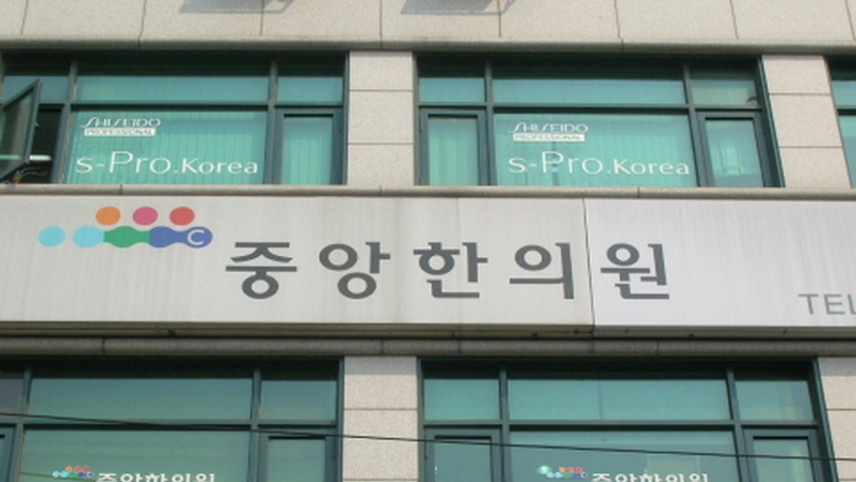 SHISEIDO
PROFESSIONAL
s-Pro.Korea
SHISEIDO
PROFESSIONAL
s-Pro.Korea
C
중앙한의원
TEL
중앙한의원
중앙한의원